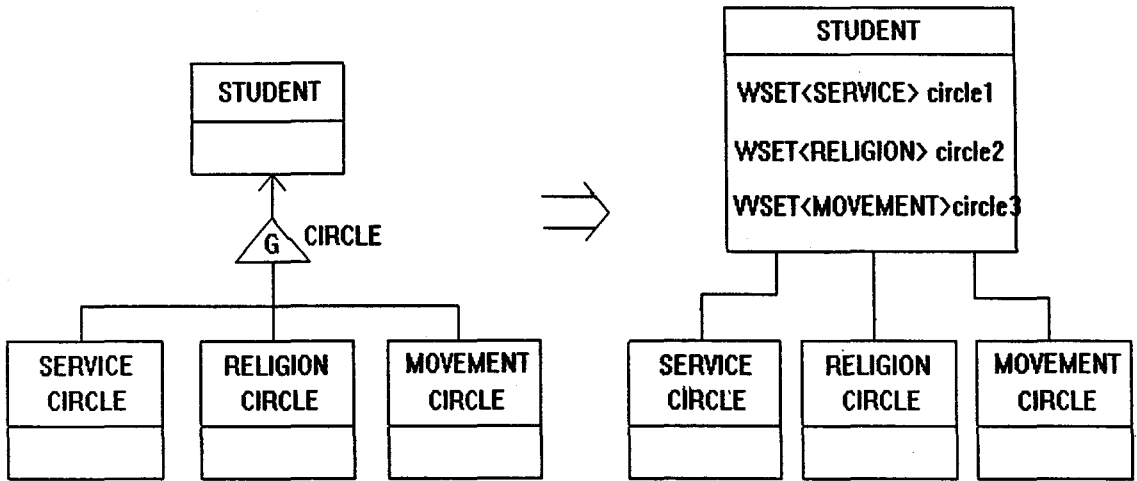 STUDENT
G CIRCLE
SERVICE
CIRCLE
RELIGION
CIRCLE
MOVEMENT
CIRCLE
STUDENT
WSET<SERVICE> circle1
WSET<RELIGION> circle2
WSET<MOVEMENT>circle3
SERVICE
CIRCLE
RELIGION
CIRCLE
MOVEMENT
CIRCLE